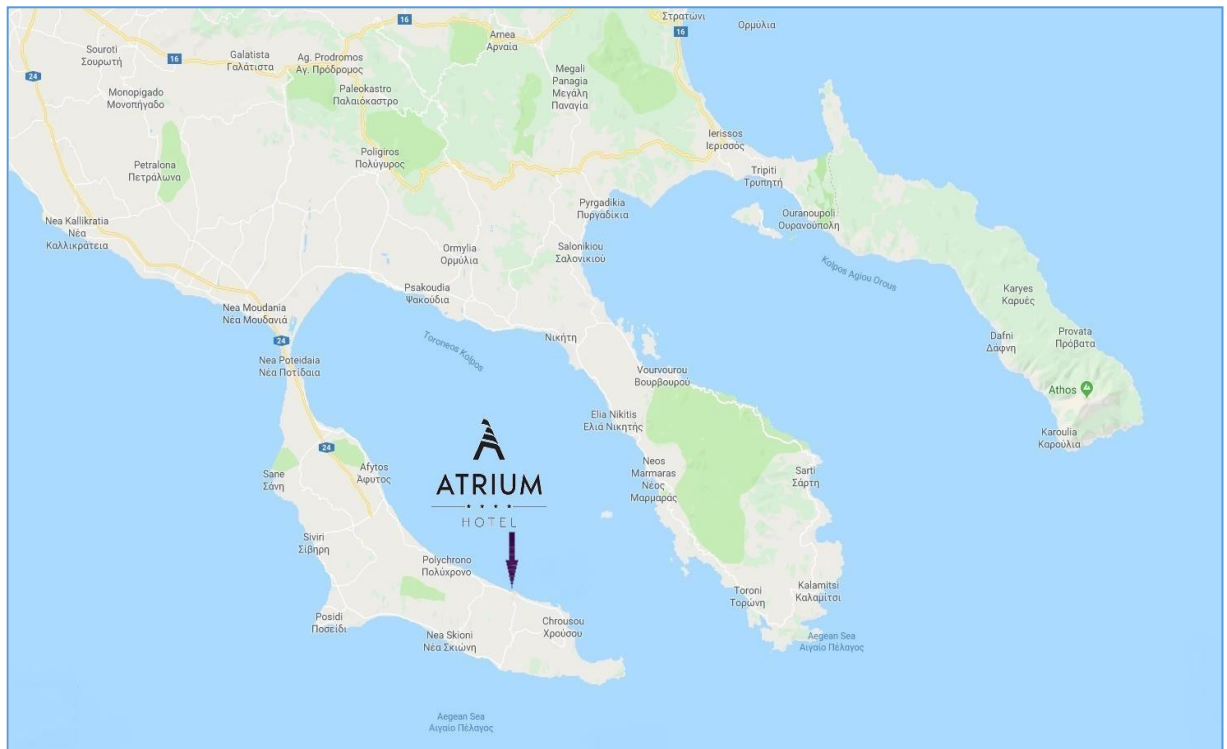 Στρατώνι
Ορμύλια
16
Arnea
Αρναία
16
Souroti
Σουρωτή
Galatista
Γαλάτιστα
Ag. Prodromos
Αγ. Πρόδρομος
16
24
Megali
Panagia
Μεγάλη
Παναγία
Monopigado
Μονοπήγαδο
Paleokastro
Παλαιόκαστρο
Ierissos
Ιερισσός
Petralona
Πετράλωνα
Poligiros
Πολύγυρος
Tripiti
Τρυπητή
Pyrgadikia
Πυργαδίκια
Ouranoupoli
Ουρανούπολη
Nea Kallikratia
Νέα
Καλλικράτεια
Ormylia
Ορμύλια
Salonikiou
Σαλονικιού
Kolpos Agiou Orous
Psakoudia
Ψακούδια
Karyes
Καρυές
Nea Moudania
Νέα Μουδανιά
Toroneos Kolpos
Νικήτη
Dafni
Δάφνη
Provata
Πρόβατα
24
Nea Poteidaia
Νέα Ποτίδαια
Vourvourou
Βουρβουρού
Athos
Elia Nikitis
Ελιά Νικητής
Karoulia
Καρούλια
24
Afytos
Άφυτος
Sane
Σάνη
ATRIUM
HOTEL
Neos
Marmaras
Νέος
Μαρμαράς
Sarti
Σάρτη
Siviri
Σίβηρη
Polychrono
Πολύχρονο
Toroni
Τορώνη
Kalamitsi
Καλαμίτσι
Posidi
Ποσείδι
Nea Skioni
Νέα Σκιώνη
Chrousou
Χρούσου
Aegean Sea
Αιγαίο Πέλαγος
Aegean Sea
Αιγαίο Πέλαγος